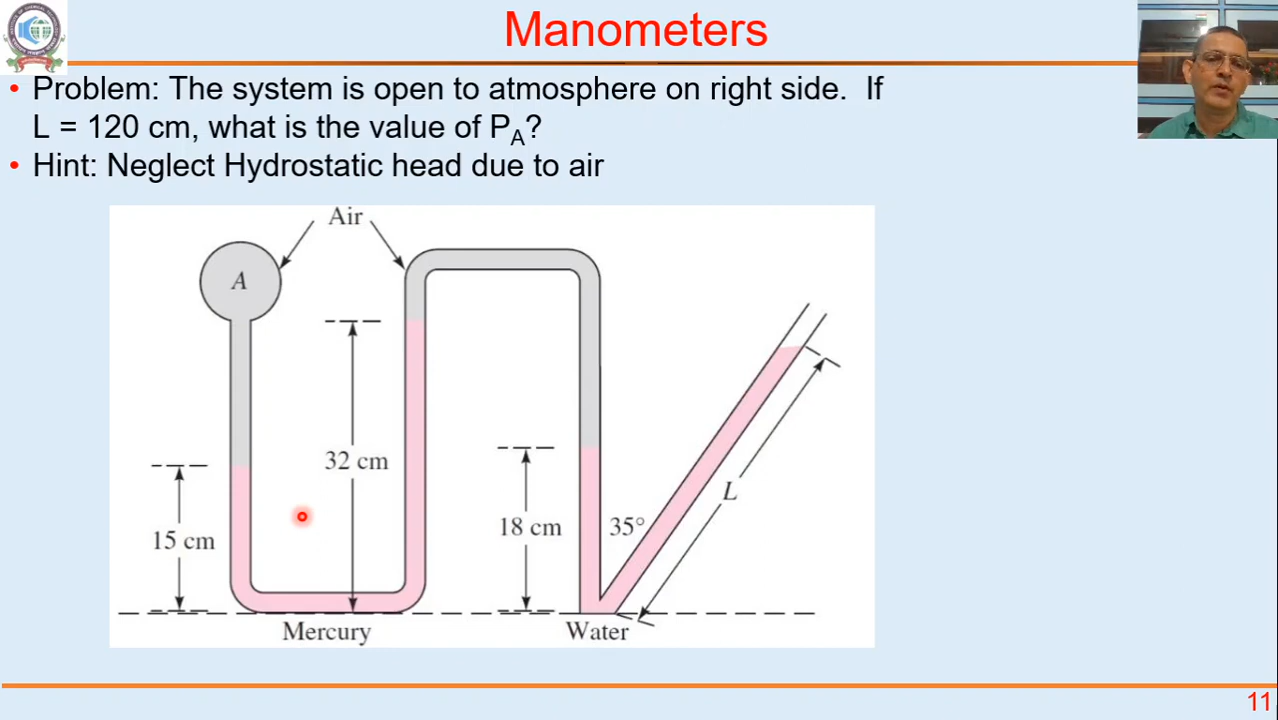 Manometers
• Problem: The system is open to atmosphere on right side. If
L = 120 cm, what is the value of PA?
• Hint: Neglect Hydrostatic head due to air
Air
A
32 cm
15 cm
18 cm
35°
L
Mercury
Water
11